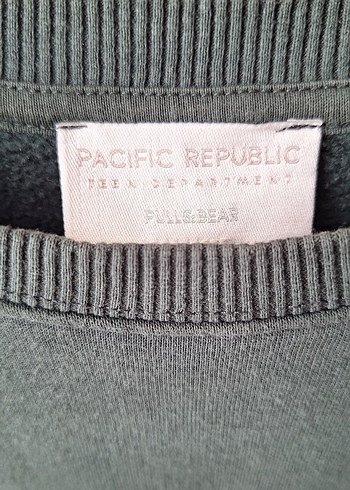 PACIFIC REPUBLIC
TEEN DEPARTMENT
PULL&BEAR